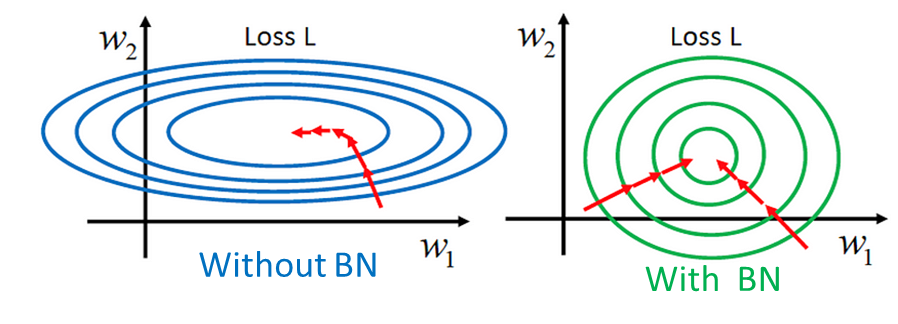 Loss L
w₂
w₁
Without BN
Loss L
w₂
w₁
With BN